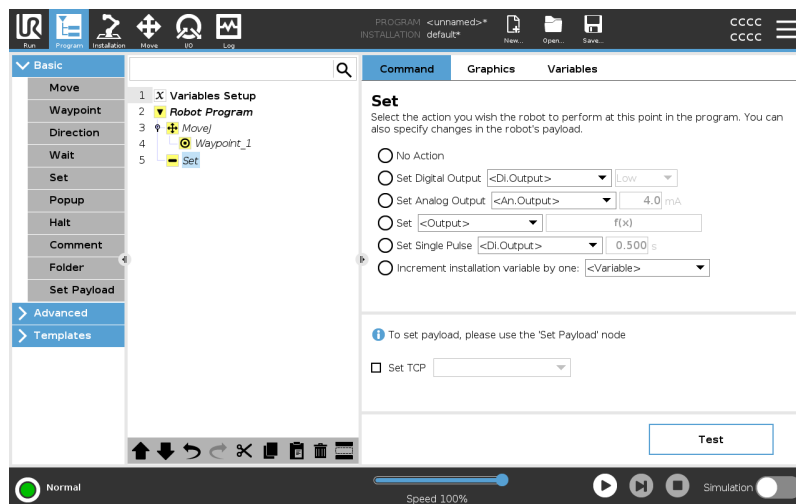 PROGRAM <unnamed>*
INSTALLATION default*
CCCC
CCCC
Run Program Installation Move I/O Log New... Open... Save...
Basic
Move
Waypoint
Direction
Wait
Set
Popup
Halt
Comment
Folder
Set Payload
Advanced
Templates
1 X Variables Setup
2 Robot Program
3 MoveJ
4 Waypoint_1
5 Set
Command Graphics Variables
Set
Select the action you wish the robot to perform at this point in the program. You can
also specify changes in the robot's payload.
No Action
Set Digital Output <Di.Output> Low
Set Analog Output <An.Output> 4.0 mA
Set <Output> f(x)
Set Single Pulse <Di.Output> 0.500 s
Increment installation variable by one: <Variable>
To set payload, please use the 'Set Payload' node
Set TCP
Test
Normal
Speed 100%
Simulation